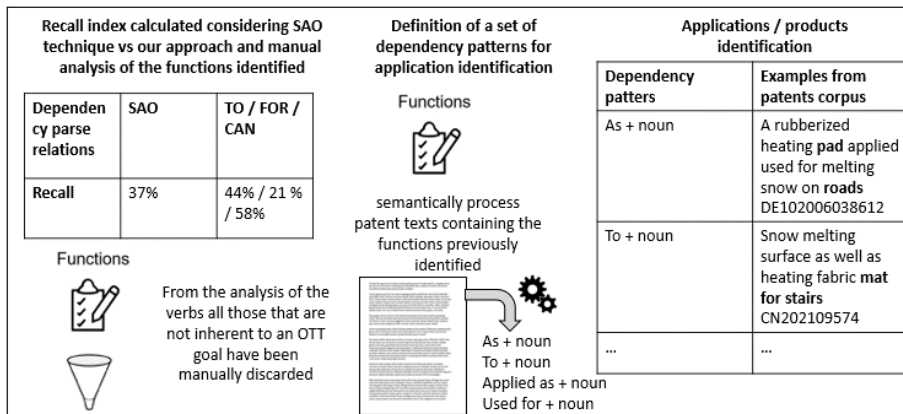 Recall index calculated considering SAO
technique vs our approach and manual
analysis of the functions identified
Dependen
cy parse
relations
SAO
TO / FOR /
CAN
Recall
37%
44% / 21 %
/ 58%
Functions
From the analysis of the
verbs all those that are
not inherent to an OTT
goal have been
manually discarded
Definition of a set of
dependency patterns for
application identification
Functions
semantically process
patent texts containing the
functions previously
identified
As + noun
To + noun
Applied as + noun
Used for + noun
Applications / products
identification
Dependency
patters
Examples from
patents corpus
As + noun
A rubberized
heating pad applied
used for melting
snow on roads
DE102006038612
To + noun
Snow melting
surface as well as
heating fabric mat
for stairs
CN202109574
...
...